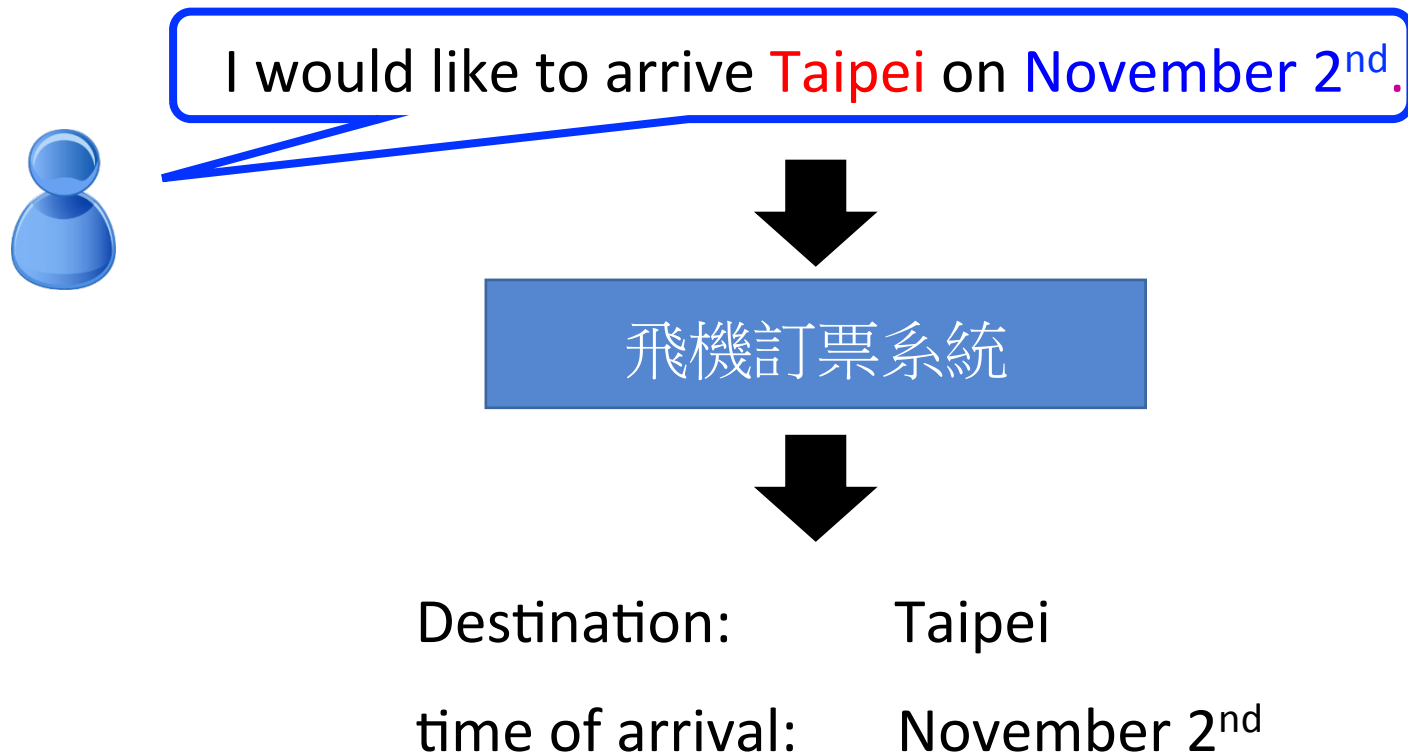 I would like to arrive Taipei on November 2nd.
飛機訂票系統
Destination: Taipei
time of arrival: November 2nd